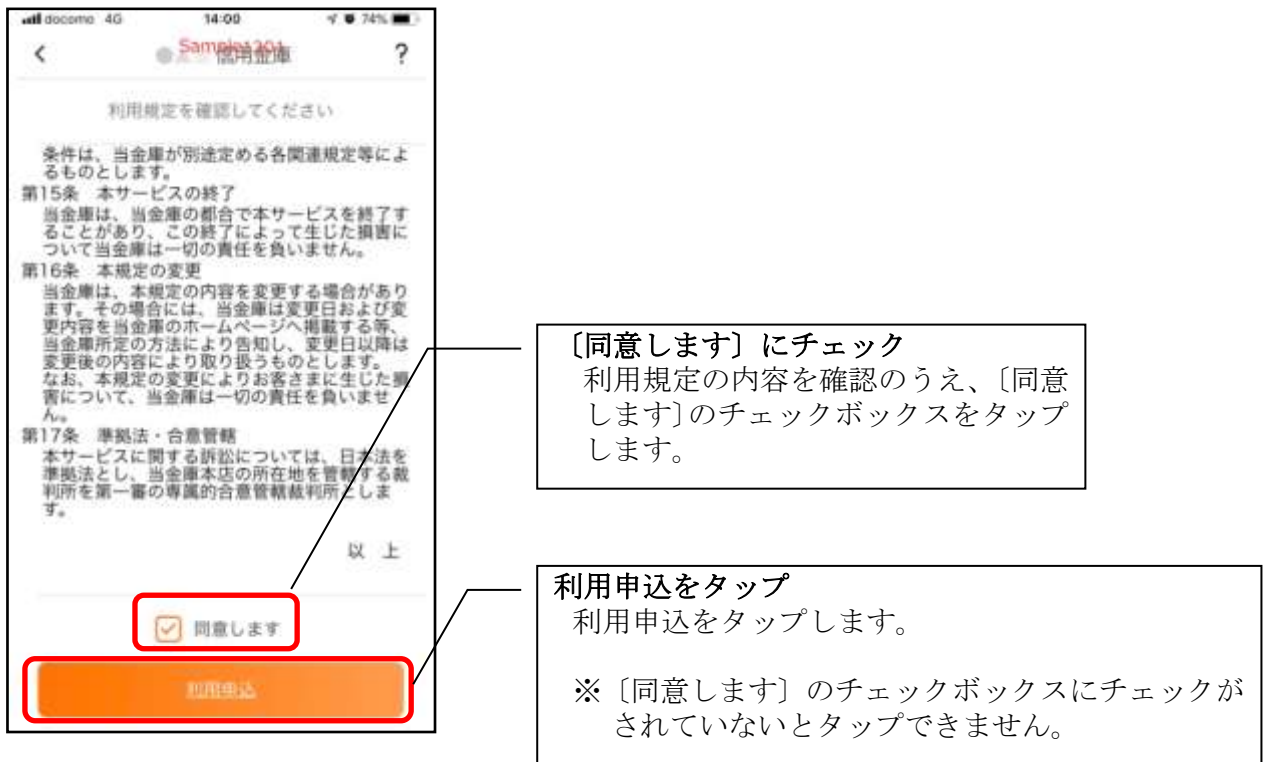 docomo 4G 14:00 74%
Sample1201
信用金庫 ?
利用規定を確認してください
条件は、当金庫が別途定める各関連規定等によ
るものとします。
第15条 本サービスの終了
当金庫は、当金庫の都合で本サービスを終了す
ることがあり、この終了によって生じた損害に
ついて当金庫は一切の責任を負いません。
第16条 本規定の変更
当金庫は、本規定の内容を変更する場合があり
ます。その場合には、当金庫は変更日および変
更内容を当金庫のホームページへ掲載する等、
当金庫所定の方法により告知し、変更日以降は
変更後の内容により取り扱うものとします。
なお、本規定の変更によりお客さまに生じた損
害について、当金庫は一切の責任を負いませ
ん。
第17条 準拠法・合意管轄
本サービスに関する訴訟については、日本法を
準拠法とし、当金庫本店の所在地を管轄する裁
判所を第一審の専属的合意管轄裁判所としま
す。
以 上
同意します
利用申込
〔同意します〕にチェック
利用規定の内容を確認のうえ、〔同意
します〕のチェックボックスをタップ
します。
利用申込をタップ
利用申込をタップします。
※〔同意します〕のチェックボックスにチェックが
されていないとタップできません。